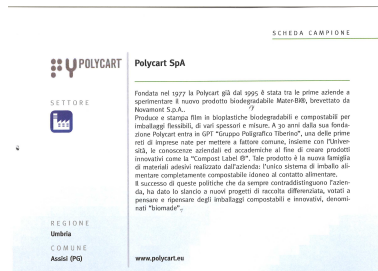 SCHEDA CAMPIONE
POLYCART
Polycart SpA
SETTORE
Fondata nel 1977 la Polycart già dal 1995 è stata tra le prime aziende a
sperimentare il nuovo prodotto biodegradabile Mater-Bi®, brevettato da
Novamont S.p.A..
Produce e stampa film in bioplastiche biodegradabili e compostabili per
imballaggi flessibili, di vari spessori e misure. A 30 anni dalla sua fonda-
zione Polycart entra in GPT "Gruppo Poligrafico Tiberino", una delle prime
reti di imprese nate per mettere a fattore comune, insieme con l'Univer-
sità, le conoscenze aziendali ed accademiche al fine di creare prodotti
innovativi come la "Compost Label ®". Tale prodotto è la nuova famiglia
di materiali adesivi realizzato dall'azienda: l'unico sistema di imballo ali-
mentare completamente compostabile idoneo al contatto alimentare.
Il successo di queste politiche che da sempre contraddistinguono l'azien-
da, ha dato lo slancio a nuovi progetti di raccolta differenziata, votati a
pensare e ripensare degli imballaggi compostabili e innovativi, denomi-
nati "biomade".
REGIONE
Umbria
COMUNE
Assisi (PG)
www.polycart.eu